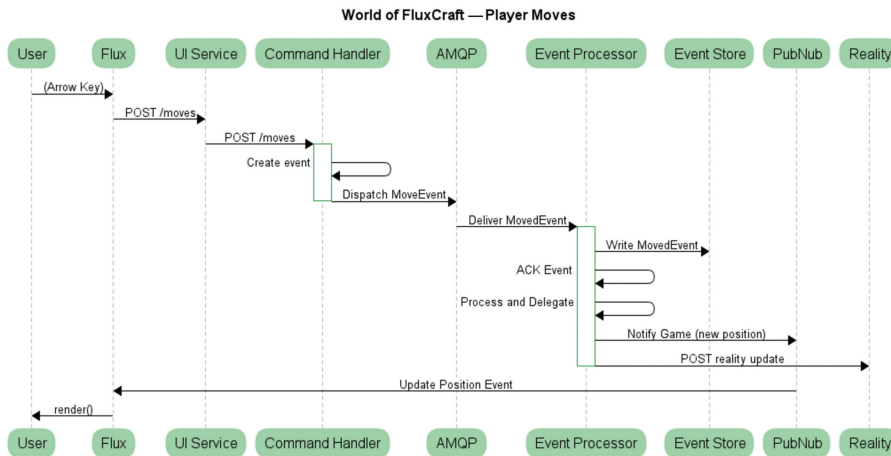 World of FluxCraft — Player Moves
User Flux UI Service Command Handler AMQP Event Processor Event Store PubNub Reality
(Arrow Key)
POST /moves
POST /moves
Create event
Dispatch MoveEvent
Deliver MovedEvent
Write MovedEvent
ACK Event
Process and Delegate
Notify Game (new position)
POST reality update
Update Position Event
render()
User Flux UI Service Command Handler AMQP Event Processor Event Store PubNub Reality